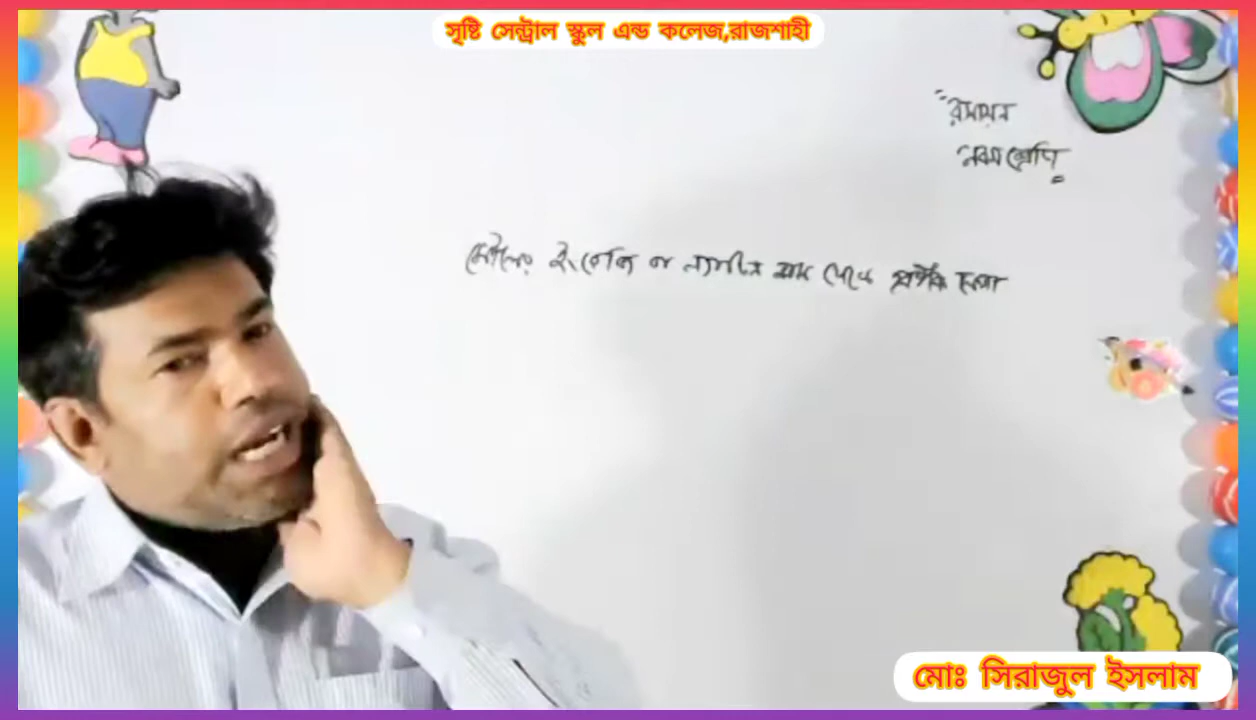 সৃষ্টি সেন্ট্রাল স্কুল এন্ড কলেজ,রাজশাহী
রসায়ন
নবম শ্রেণি
মৌলের ইংরেজি বা ল্যাটিন নাম থেকে প্রতীক লেখা
মোঃ সিরাজুল ইসলাম